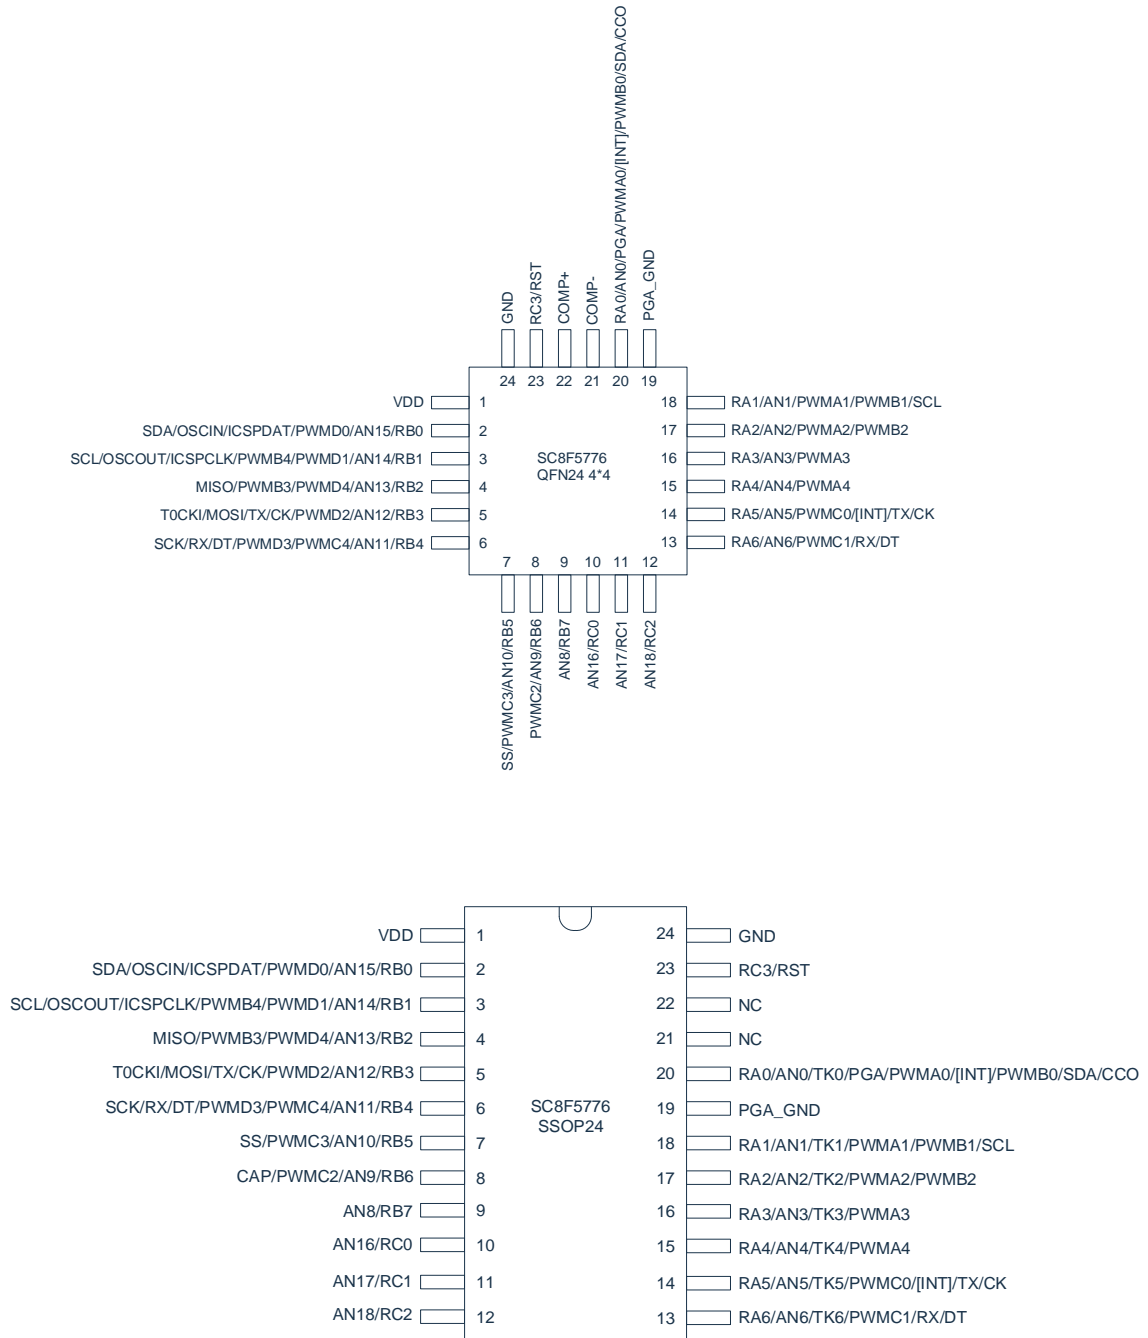 RA0/AN0/PGA/PWMA0/[INT]/PWMB0/SDA/CCO
GND
RC3/RST
COMP+
COMP-
PGA_GND
24 23 22 21 20 19
VDD 1 18 RA1/AN1/PWMA1/PWMB1/SCL
SDA/OSCIN/ICSPDAT/PWMD0/AN15/RB0 2 17 RA2/AN2/PWMA2/PWMB2
SCL/OSCOUT/ICSPCLK/PWMB4/PWMD1/AN14/RB1 3 SC8F5776 16 RA3/AN3/PWMA3
QFN24 4*4
MISO/PWMB3/PWMD4/AN13/RB2 4 15 RA4/AN4/PWMA4
T0CKI/MOSI/TX/CK/PWMD2/AN12/RB3 5 14 RA5/AN5/PWMC0/[INT]/TX/CK
SCK/RX/DT/PWMD3/PWMC4/AN11/RB4 6 13 RA6/AN6/PWMC1/RX/DT
7 8 9 10 11 12
SS/PWMC3/AN10/RB5
PWMC2/AN9/RB6
AN8/RB7
AN16/RC0
AN17/RC1
AN18/RC2
VDD 1 24 GND
SDA/OSCIN/ICSPDAT/PWMD0/AN15/RB0 2 23 RC3/RST
SCL/OSCOUT/ICSPCLK/PWMB4/PWMD1/AN14/RB1 3 22 NC
MISO/PWMB3/PWMD4/AN13/RB2 4 21 NC
T0CKI/MOSI/TX/CK/PWMD2/AN12/RB3 5 20 RA0/AN0/TK0/PGA/PWMA0/[INT]/PWMB0/SDA/CCO
SCK/RX/DT/PWMD3/PWMC4/AN11/RB4 6 SC8F5776 19 PGA_GND
SSOP24
SS/PWMC3/AN10/RB5 7 18 RA1/AN1/TK1/PWMA1/PWMB1/SCL
CAP/PWMC2/AN9/RB6 8 17 RA2/AN2/TK2/PWMA2/PWMB2
AN8/RB7 9 16 RA3/AN3/TK3/PWMA3
AN16/RC0 10 15 RA4/AN4/TK4/PWMA4
AN17/RC1 11 14 RA5/AN5/TK5/PWMC0/[INT]/TX/CK
AN18/RC2 12 13 RA6/AN6/TK6/PWMC1/RX/DT